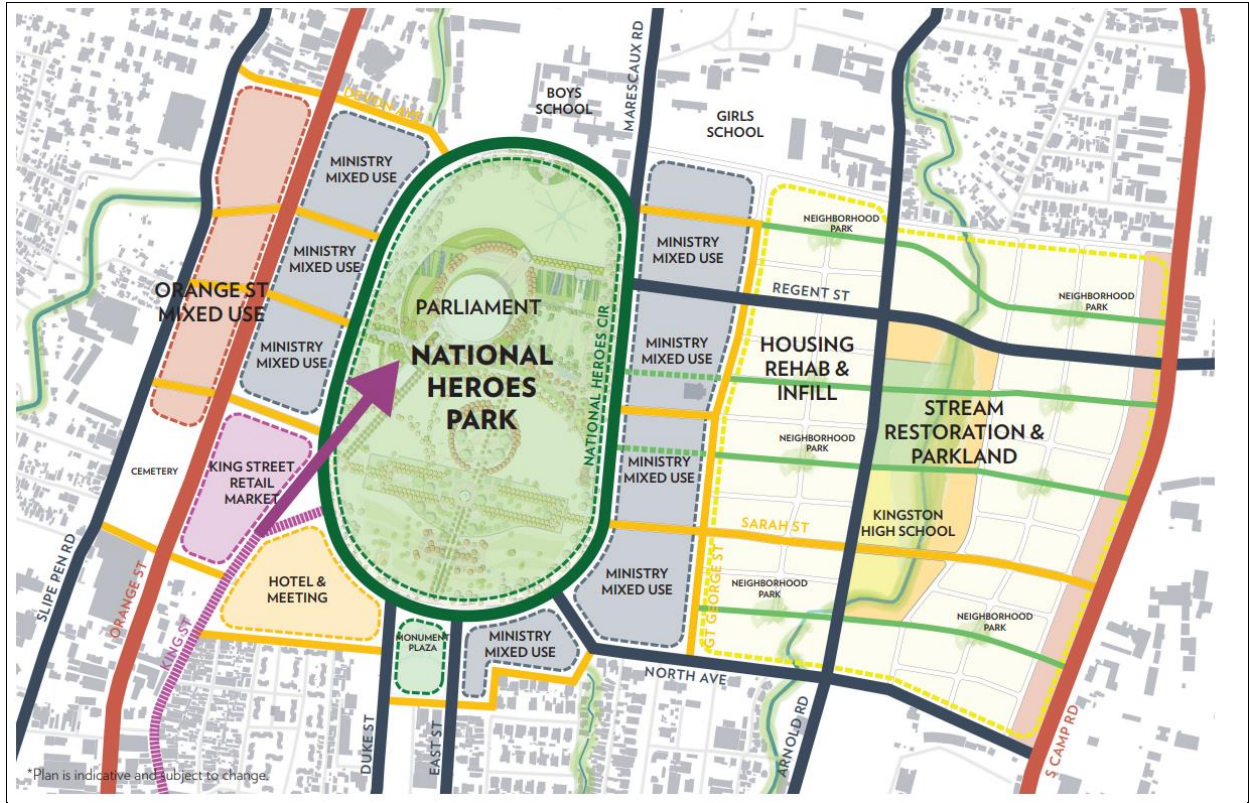 BOYS
SCHOOL
MARESCAUX RD
GIRLS
SCHOOL
DEVON AVE
MINISTRY
MIXED USE
MINISTRY
MIXED USE
MINISTRY
MIXED USE
ORANGE ST
MIXED USE
PARLIAMENT
NATIONAL
HEROES
PARK
NATIONAL HEROES CIR
MINISTRY
MIXED USE
MINISTRY
MIXED USE
MINISTRY
MIXED USE
MINISTRY
MIXED USE
NEIGHBORHOOD
PARK
REGENT ST
NEIGHBORHOOD
PARK
HOUSING
REHAB &
INFILL
STREAM
RESTORATION &
PARKLAND
NEIGHBORHOOD
PARK
KINGSTON
HIGH SCHOOL
SARAH ST
GT GEORGE ST
NEIGHBORHOOD
PARK
NEIGHBORHOOD
PARK
CEMETERY
KING STREET
RETAIL
MARKET
HOTEL &
MEETING
MONUMENT
PLAZA
MINISTRY
MIXED USE
NORTH AVE
SLIPE PEN RD
ORANGE ST
KING ST
DUKE ST
EAST ST
ARNOLD RD
S CAMP RD
*Plan is indicative and subject to change.